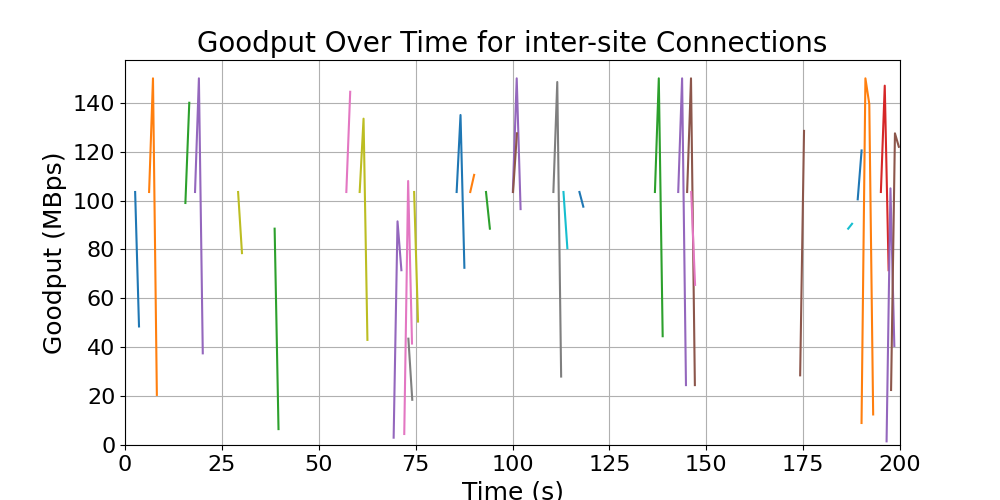 Goodput Over Time for inter-site Connections
Goodput (MBps)
140
120
100
80
60
40
20
0
0 25 50 75 100 125 150 175 200
Time (s)